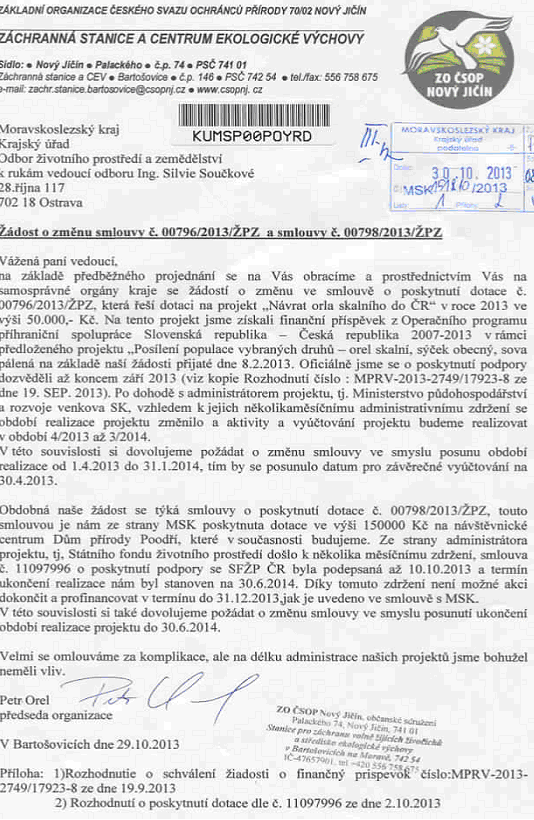 ZÁKLADNÍ ORGANIZACE ČESKÉHO SVAZU OCHRÁNCŮ PŘÍRODY 70/02 NOVÝ JIČÍN
ZÁCHRANNÁ STANICE A CENTRUM EKOLOGICKÉ VÝCHOVY
Sídlo: ● Nový Jičín ● Palackého ● č.p. 74 ● PSČ 741 01
Záchranná stanice a CEV ● Bartošovice ● č.p. 146 ● PSČ 742 54 ● tel./fax: 556 758 675
e-mail: zachr.stanice.bartosovice@csopnj.cz ● www.csopnj.cz
ZO ČSOP
NOVÝ JIČÍN
KUMSP00P0YRD
Moravskoslezský kraj
Krajský úřad
Odbor životního prostředí a zemědělství
k rukám vedoucí odboru Ing. Silvie Součkové
28.října 117
702 18 Ostrava
MORAVSKOSLEZSKÝ KRAJ
Krajský úřad
podatelna
30. 10. 2013
MSK /2013
Listy: 1 Přílohy: 2
Žádost o změnu smlouvy č. 00796/2013/ŽPZ a smlouvy č. 00798/2013/ŽPZ
Vážená paní vedoucí,
na základě předběžného projednání se na Vás obracíme a prostřednictvím Vás na
samosprávné orgány kraje se žádostí o změnu ve smlouvě o poskytnutí dotace č.
00796/2013/ŽPZ, která řeší dotaci na projekt „Návrat orla skalního do ČR“ v roce 2013 ve
výši 50.000,- Kč. Na tento projekt jsme získali finanční příspěvek z Operačního programu
příhraniční spolupráce Slovenská republika – Česká republika 2007-2013 v rámci
předloženého projektu „Posílení populace vybraných druhů – orel skalní, sýček obecný, sova
pálená na základě naší žádosti přijaté dne 8.2.2013. Oficiálně jsme se o poskytnutí podpory
dozvěděli až koncem září 2013 (viz kopie Rozhodnutí číslo : MPRV-2013-2749/17923-8 ze
dne 19. SEP. 2013). Po dohodě s administrátorem projektu, tj. Ministerstvo půdohospodářství
a rozvoje venkova SK, vzhledem k jejich několikaměsíčnímu administrativnímu zdržení se
období realizace projektu změnilo a aktivity a vyúčtování projektu budeme realizovat
v období 4/2013 až 3/2014.
V této souvislosti si dovolujeme požádat o změnu smlouvy ve smyslu posunu období
realizace od 1.4.2013 do 31.1.2014, tím by se posunulo datum pro závěrečné vyúčtování na
30.4.2013.
Obdobná naše žádost se týká smlouvy o poskytnutí dotace č. 00798/2013/ŽPZ, touto
smlouvou je nám ze strany MSK poskytnuta dotace ve výši 150000 Kč na návštěvnické
centrum Dům přírody Poodří, které v současnosti budujeme. Ze strany administrátora
projektu, tj, Státního fondu životního prostředí došlo k několika měsíčnímu zdržení, smlouva
č. 11097996 o poskytnutí podpory se SFŽP ČR byla podepsaná až 10.10.2013 a termín
ukončení realizace nám byl stanoven na 30.6.2014. Díky tomuto zdržení není možné akci
dokončit a profinancovat v termínu do 31.12.2013,jak je uvedeno ve smlouvě s MSK.
V této souvislosti si také dovolujeme požádat o změnu smlouvy ve smyslu posunutí ukončení
období realizace projektu do 30.6.2014.
Velmi se omlouváme za komplikace, ale na délku administrace našich projektů jsme bohužel
neměli vliv.
Petr Orel
předseda organizace
ZO ČSOP Nový Jičín, občanské sdružení
Palackého 74, Nový Jičín, 741 01
Stanice pro záchranu volně žijících živočichů
a středisko ekologické výchovy
v Bartošovicích na Moravě, 742 54
IČ-47657901, tel +420 556 758 675
V Bartošovicích dne 29.10.2013
Příloha: 1)Rozhodnutie o schválení žiadosti o finančný príspevok číslo:MPRV-2013-
2749/17923-8 ze dne 19.9.2013
2) Rozhodnutí o poskytnutí dotace dle č. 11097996 ze dne 2.10.2013